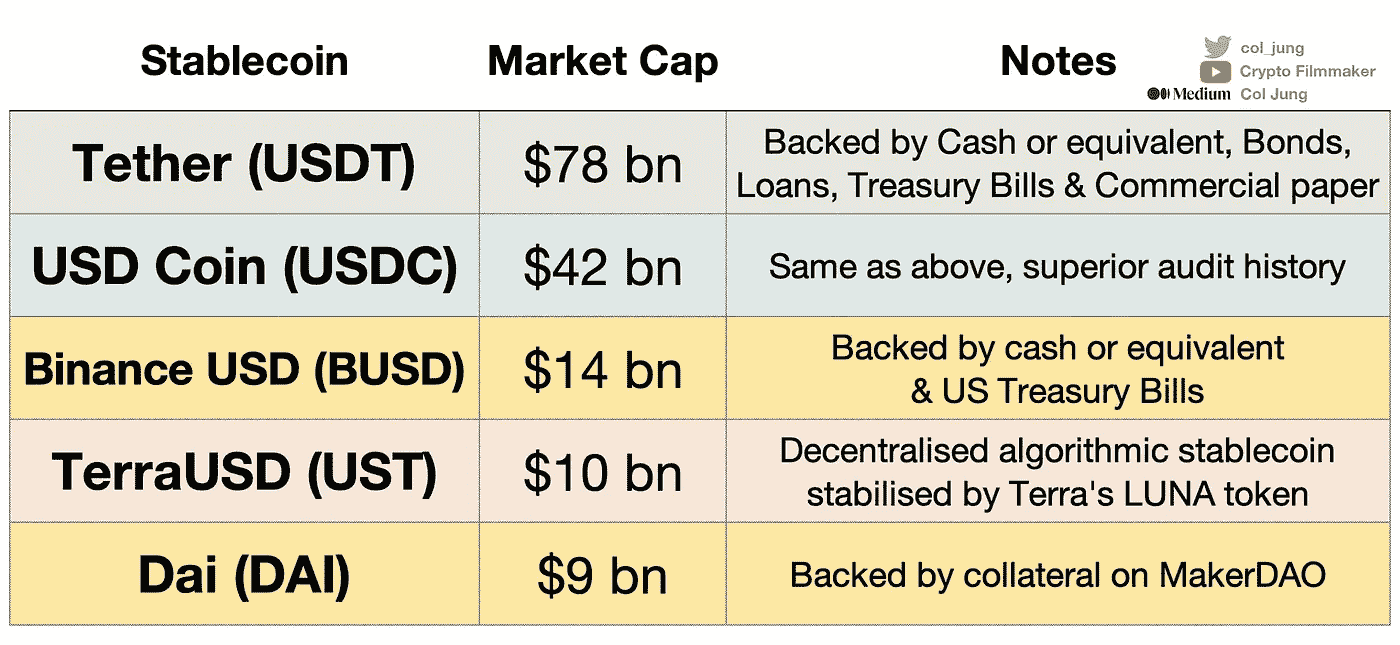 Stablecoin
Market Cap
Notes
col_jung
Crypto Filmmaker
Medium Col Jung
Tether (USDT)
$78 bn
Backed by Cash or equivalent, Bonds,
Loans, Treasury Bills & Commercial paper
USD Coin (USDC)
$42 bn
Same as above, superior audit history
Binance USD (BUSD)
$14 bn
Backed by cash or equivalent
& US Treasury Bills
TerraUSD (UST)
$10 bn
Decentralised algorithmic stablecoin
stabilised by Terra's LUNA token
Dai (DAI)
$9 bn
Backed by collateral on MakerDAO